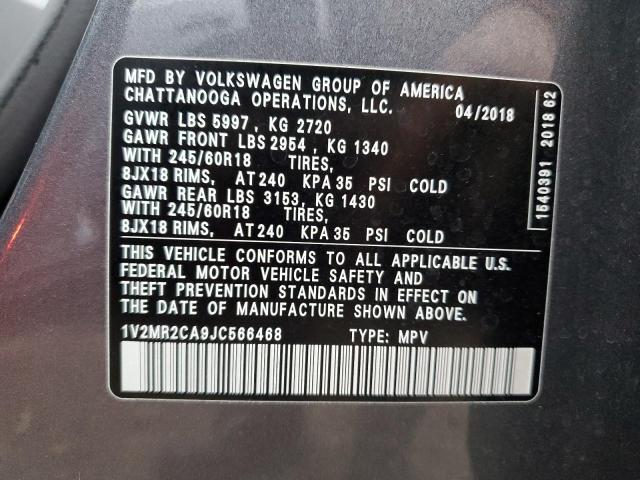 MFD BY VOLKSWAGEN GROUP OF AMERICA
CHATTANOOGA OPERATIONS, LLC. 04/2018
GVWR LBS 5997, KG 2720
GAWR FRONT LBS 2954, KG 1340
WITH 245/60R18 TIRES,
8JX18 RIMS, AT 240 KPA 35 PSI COLD
GAWR REAR LBS 3153, KG 1430
WITH 245/60R18 TIRES,
8JX18 RIMS, AT 240 KPA 35 PSI COLD
THIS VEHICLE CONFORMS TO ALL APPLICABLE U.S.
FEDERAL MOTOR VEHICLE SAFETY AND
THEFT PREVENTION STANDARDS IN EFFECT ON
THE DATE OF MANUFACTURE SHOWN ABOVE.
1V2MR2CA9JC566468 TYPE: MPV
1540391 2018 62